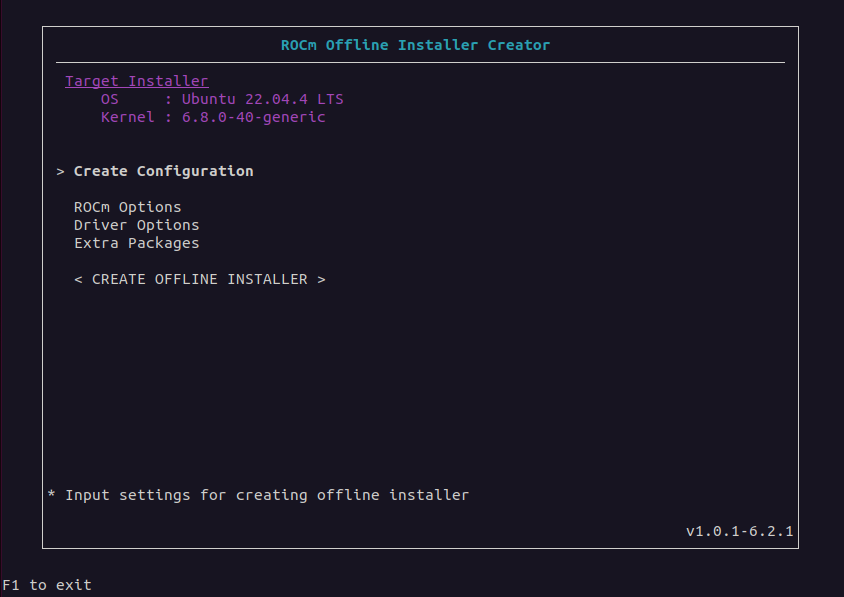 ROCm Offline Installer Creator
Target Installer
OS : Ubuntu 22.04.4 LTS
Kernel : 6.8.0-40-generic
> Create Configuration
ROCm Options
Driver Options
Extra Packages
< CREATE OFFLINE INSTALLER >
* Input settings for creating offline installer
v1.0.1-6.2.1
F1 to exit